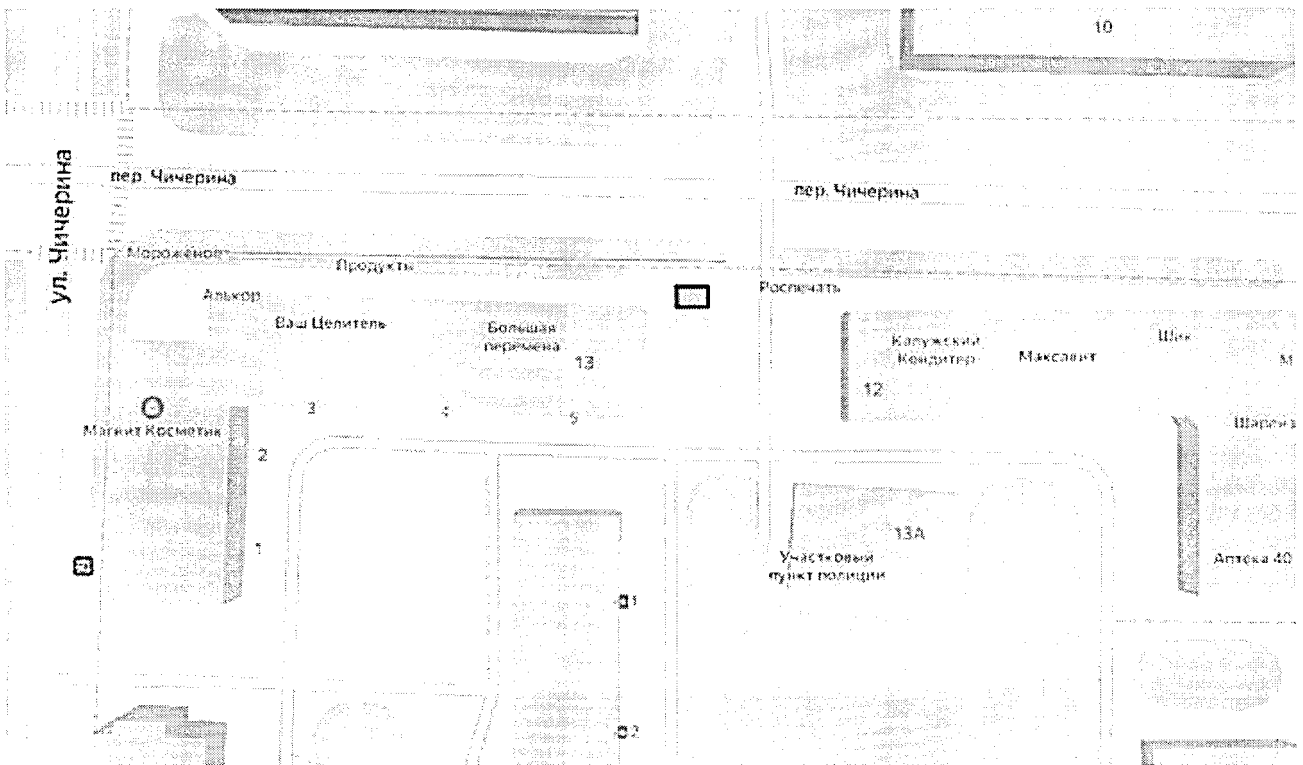 10
ул. Чичерина
пер. Чичерина
пер. Чичерина
Мороженое
Продукты
Алькор
Роспечать
Ваш Целитель
Большая
перемена
13
Калужский
Кондитер
Максавит
Шик
М
12
3
4
5
Магнит Косметик
2
1
13А
Участковый
пункт полиции
Аптека 40
1
2